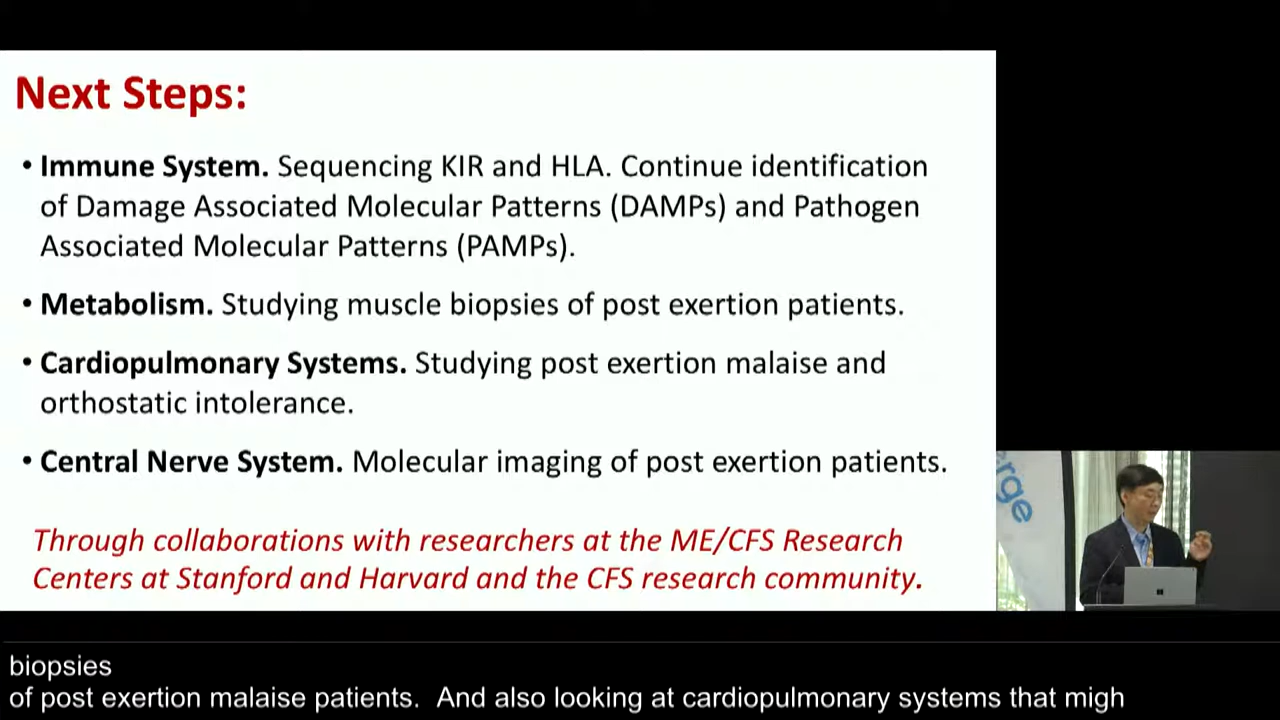 Next Steps:
• Immune System. Sequencing KIR and HLA. Continue identification
of Damage Associated Molecular Patterns (DAMPs) and Pathogen
Associated Molecular Patterns (PAMPs).
• Metabolism. Studying muscle biopsies of post exertion patients.
• Cardiopulmonary Systems. Studying post exertion malaise and
orthostatic intolerance.
• Central Nerve System. Molecular imaging of post exertion patients.
Through collaborations with researchers at the ME/CFS Research
Centers at Stanford and Harvard and the CFS research community.
erge
biopsies
of post exertion malaise patients.  And also looking at cardiopulmonary systems that migh